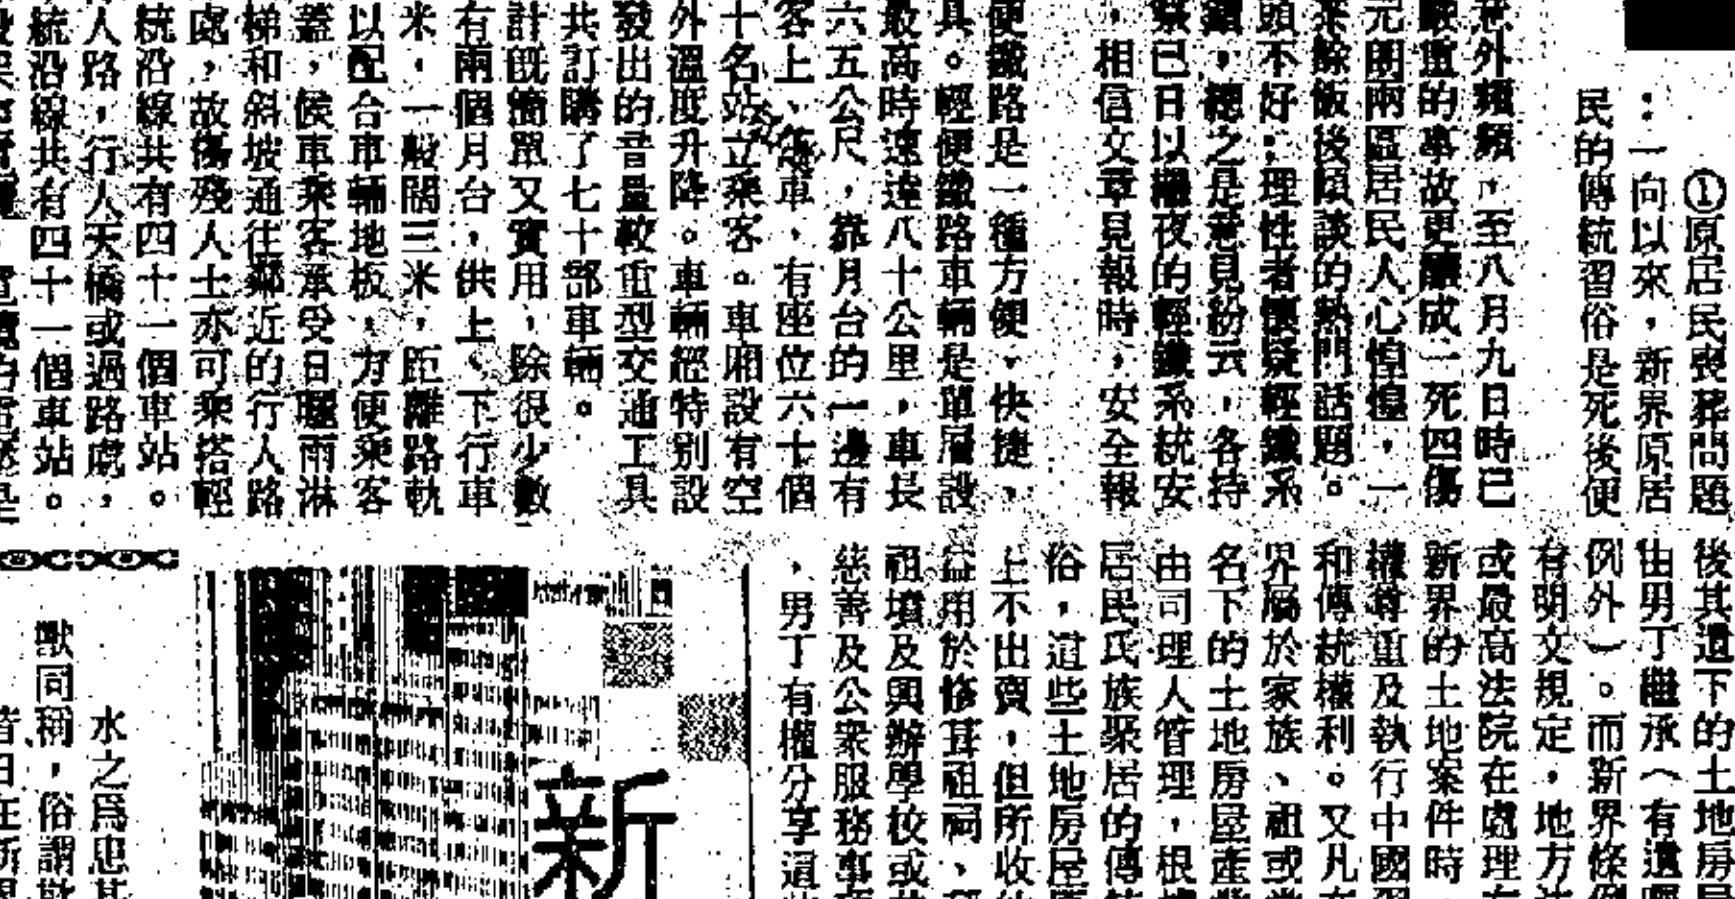 ①原居民喪葬問題
：一向以來，新界原居
民的傳統習俗是死後便
意外頻頻，至八月九日時已
嚴重的事故更釀成一死四傷
元朗兩區居民人心惶惶，一
茶餘飯後傾談的熱門話題。
頭不好；理性者懷疑輕鐵系
，總之是意見紛云，各持
察已日以繼夜的輕鐵系統安
，相信文章見報時，安全報
便鐵路是一種方便，快捷，
具。輕便鐵路車輛是單層設
最高時速達八十公里，車長
六五公尺，靠月台的一邊有
客上、落車，有座位六十個
十名站立乘客。車廂設有空
外溫度升降。車輛經特別設
發出的音量較重型交通工具
共訂購了七十部車輛。
計既簡單又實用，除很少數
有兩個月台，供上、下行車
米，一般闊三米，距離路軌
以配合車輛地板，方便乘客
蓋，候車乘客承受日曬雨淋
梯和斜坡通往鄰近的行人路
處，故傷殘人士亦可乘搭輕
統沿線共有四十一個車站。
人路，行人天橋或過路處，
統沿線共有四十一個車站。
後其遺下的土地房屋
由男丁繼承（有遺囑
例外）。而新界條例
有明文規定，地方法
或最高法院在處理有
新界的土地案件時，
權尊重及執行中國習
和傳統權利。又凡在
界屬於家族、祖或堂
名下的土地房屋產業
由司理人管理，根據
居民氏族聚居的傳統
俗，這些土地房屋原
上不出賣，但所收的
益用於修葺祖祠、
祖墳及興辦學校或其
慈善及公衆服務事項
，男丁有權分享這
新
水之爲患甚
獸同稱，俗謂
昔日在新界